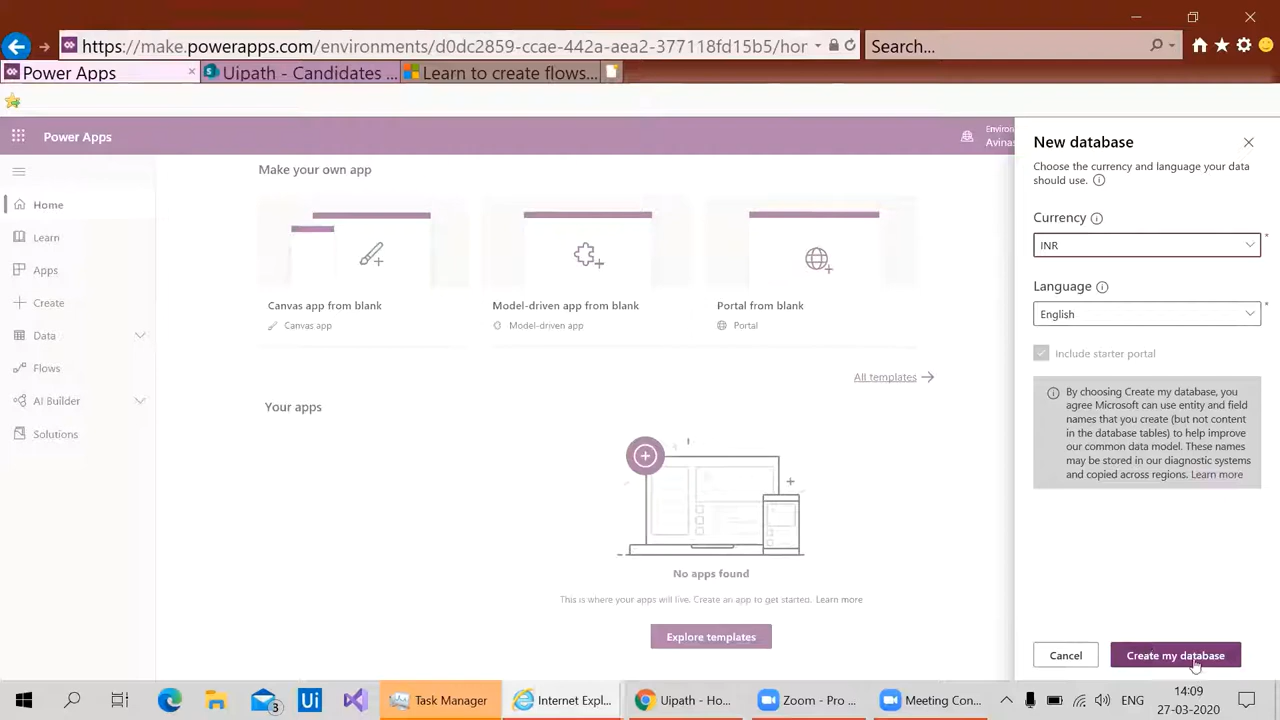 https://make.powerapps.com/environments/d0dc2859-ccae-442a-aea2-377118fd15b5/hor
Search...
Power Apps
Uipath - Candidates ...
Learn to create flows...
Power Apps
Environ
Avinas
Home
Learn
Apps
Create
Data
Flows
AI Builder
Solutions
Make your own app
Canvas app from blank
Canvas app
Model-driven app from blank
Model-driven app
Portal from blank
Portal
All templates
Your apps
No apps found
This is where your apps will live. Create an app to get started. Learn more
Explore templates
New database
Choose the currency and language your data
should use.
Currency
INR
*
Language
English
*
Include starter portal
By choosing Create my database, you
agree Microsoft can use entity and field
names that you create (but not content
in the database tables) to help improve
our common data model. These names
may be stored in our diagnostic systems
and copied across regions. Learn more
Cancel
Create my database
3
Ui
Task Manager
Internet Explo...
Uipath - Ho...
Zoom - Pro ...
Meeting Con...
ENG
14:09
27-03-2020